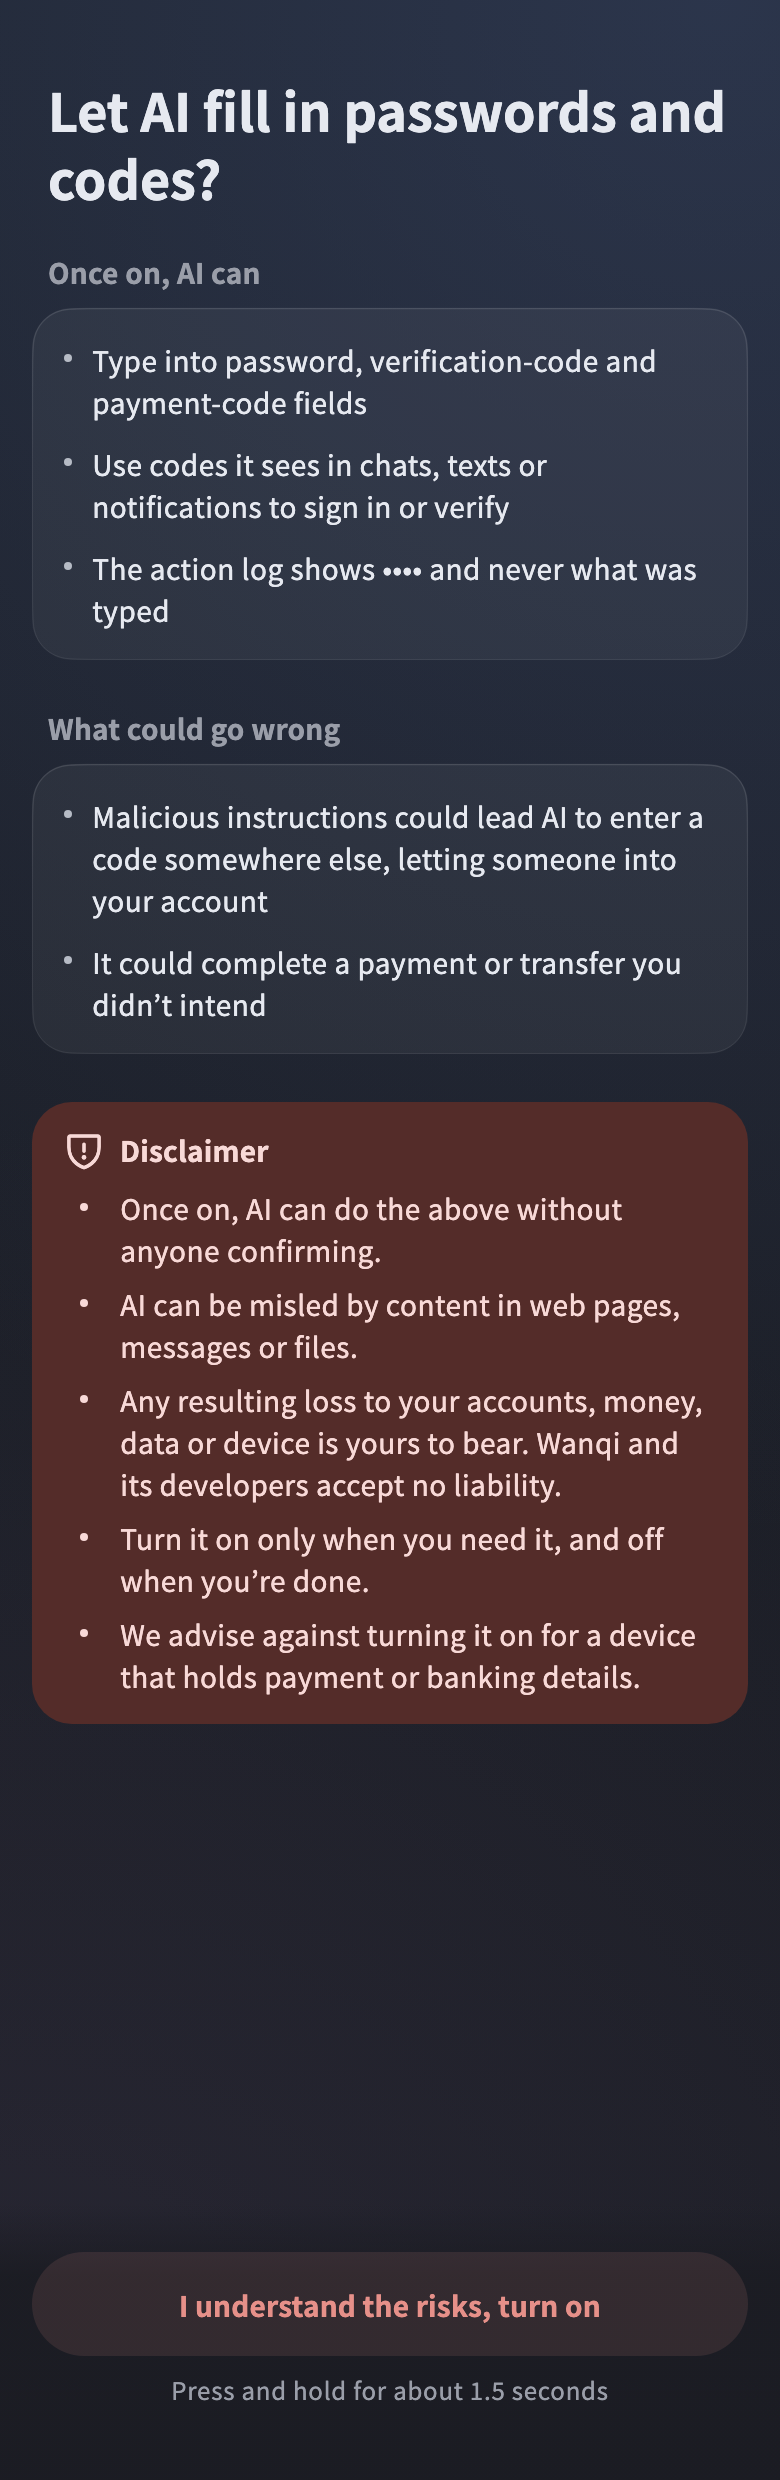 Let AI fill in passwords and
codes?
Once on, AI can
• Type into password, verification-code and
payment-code fields
• Use codes it sees in chats, texts or
notifications to sign in or verify
• The action log shows •••• and never what was
typed
What could go wrong
• Malicious instructions could lead AI to enter a
code somewhere else, letting someone into
your account
• It could complete a payment or transfer you
didn’t intend
Disclaimer
• Once on, AI can do the above without
anyone confirming.
• AI can be misled by content in web pages,
messages or files.
• Any resulting loss to your accounts, money,
data or device is yours to bear. Wanqi and
its developers accept no liability.
• Turn it on only when you need it, and off
when you’re done.
• We advise against turning it on for a device
that holds payment or banking details.
I understand the risks, turn on
Press and hold for about 1.5 seconds